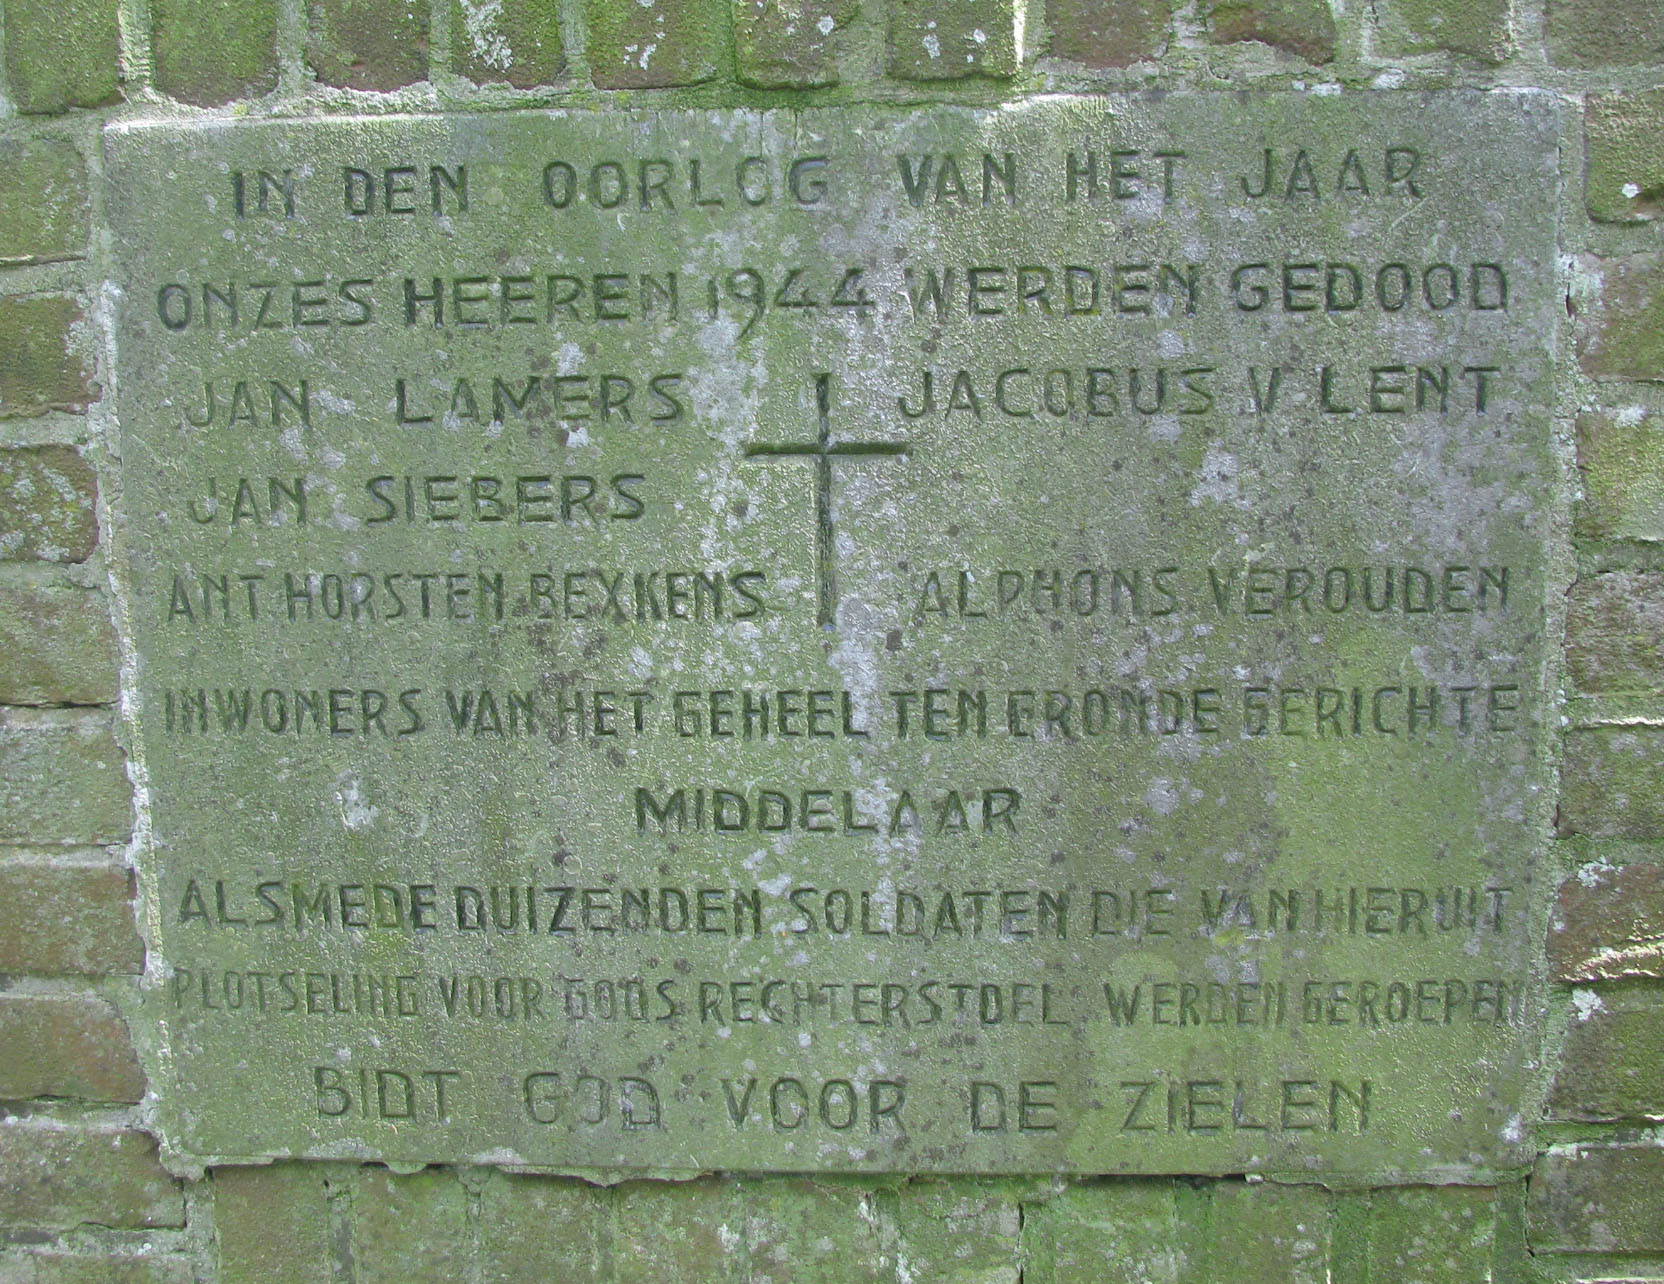 IN DEN OORLOG VAN HET JAAR
ONZES HEEREN 1944 WERDEN GEDOOD
JAN LAMERS JACOBUS V LENT
JAN SIEBERS
ANT. HORSTEN-BEXKENS ALPHONS VEROUDEN
INWONERS VAN HET GEHEEL TEN GRONDE GERICHTE
MIDDELAAR
ALSMEDE DUIZENDEN SOLDATEN DIE VAN HIERUIT
PLOTSELING VOOR GODS RECHTERSTOEL WERDEN GEROEPEN
BIDT GOD VOOR DE ZIELEN